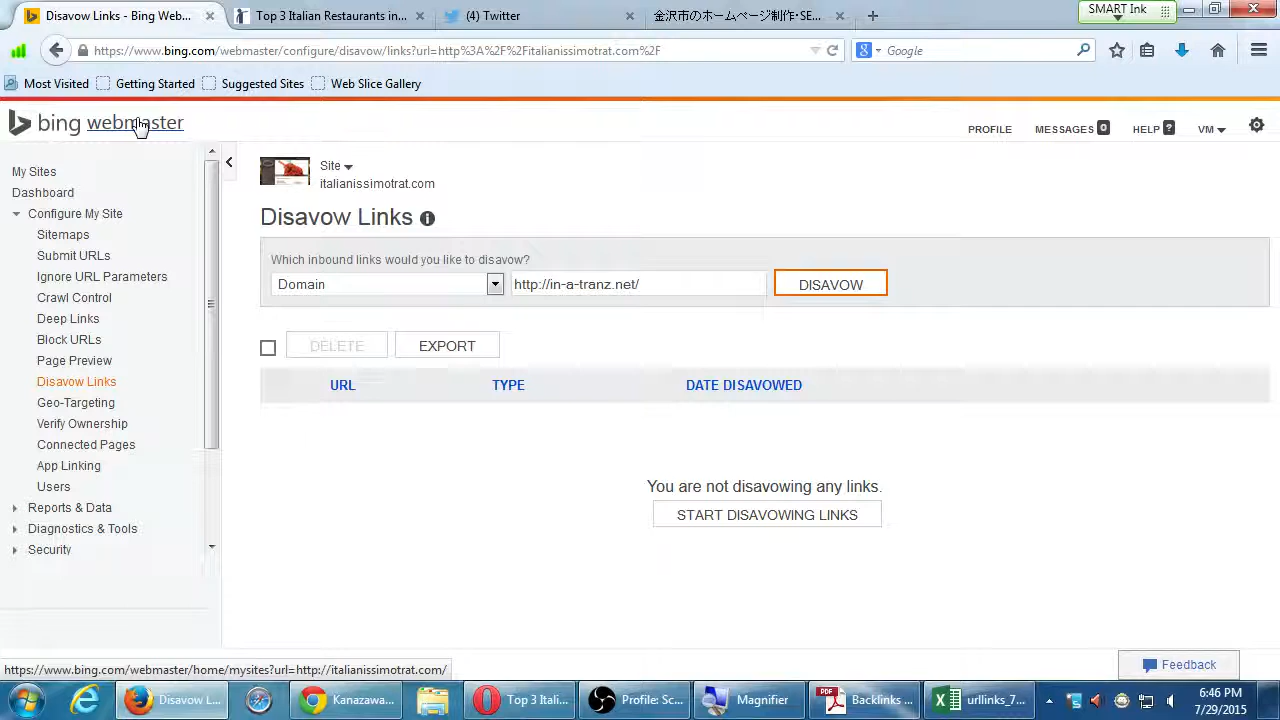 Disavow Links - Bing Web...
Top 3 Italian Restaurants in...
(4) Twitter
金沢市のホームページ制作・SE...
SMART Ink
https://www.bing.com/webmaster/configure/disavow/links?url=http%3A%2F%2Fitalianissimotrat.com%2F
Google
Most Visited
Getting Started
Suggested Sites
Web Slice Gallery
bing webmaster
PROFILE
MESSAGES 0
HELP ?
VM
My Sites
Dashboard
Configure My Site
Sitemaps
Submit URLs
Ignore URL Parameters
Crawl Control
Deep Links
Block URLs
Page Preview
Disavow Links
Geo-Targeting
Verify Ownership
Connected Pages
App Linking
Users
Reports & Data
Diagnostics & Tools
Security
Site
italianissimotrat.com
Disavow Links
Which inbound links would you like to disavow?
Domain
http://in-a-tranz.net/
DISAVOW
DELETE
EXPORT
URL
TYPE
DATE DISAVOWED
You are not disavowing any links.
START DISAVOWING LINKS
https://www.bing.com/webmaster/home/mysites?url=http://italianissimotrat.com/
Feedback
Disavow L...
Kanazawa...
Top 3 Itali...
Profile: Sc...
Magnifier
Backlinks ...
urllinks_7...
6:46 PM
7/29/2015